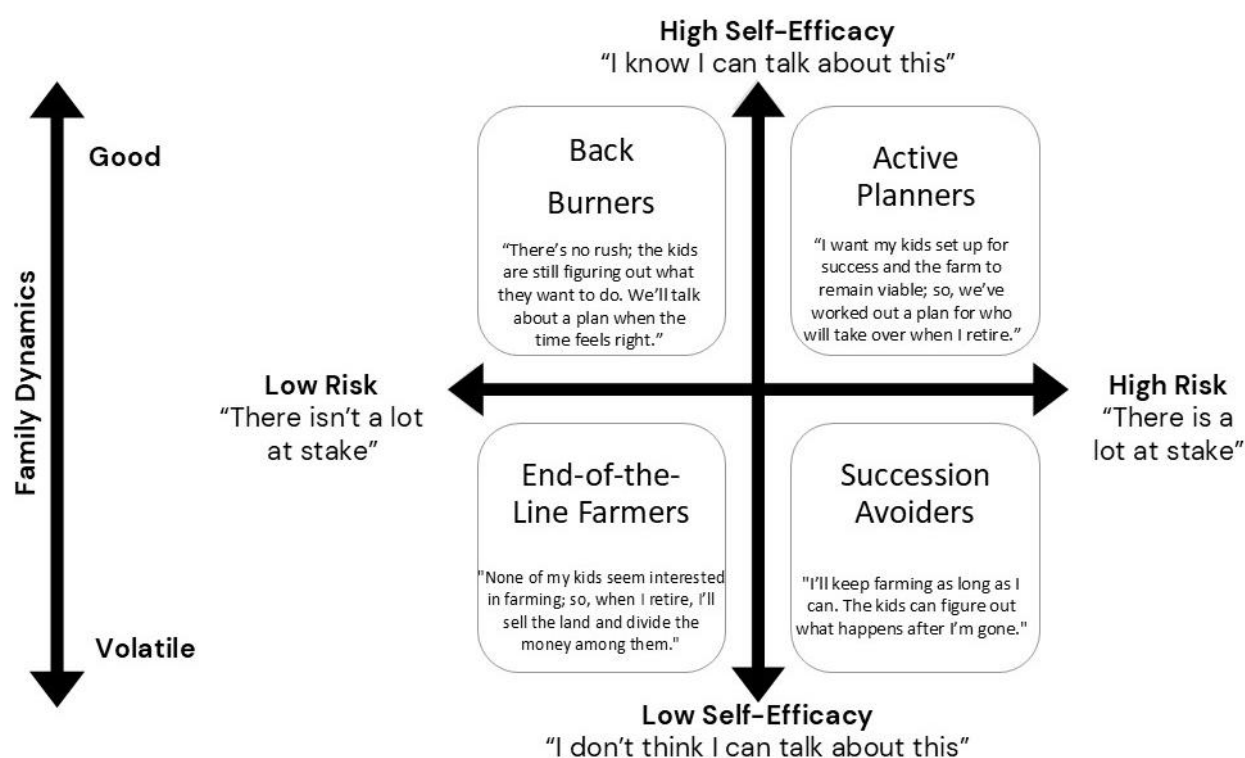 High Self-Efficacy
“I know I can talk about this”
Good
Family Dynamics
Volatile
Back
Burners
“There’s no rush; the kids
are still figuring out what
they want to do. We’ll talk
about a plan when the
time feels right.”
Active
Planners
“I want my kids set up for
success and the farm to
remain viable; so, we’ve
worked out a plan for who
will take over when I retire.”
Low Risk
“There isn’t a lot
at stake”
High Risk
“There is a
lot at stake”
End-of-the-
Line Farmers
"None of my kids seem interested
in farming; so, when I retire, I’ll
sell the land and divide the
money among them."
Succession
Avoiders
"I’ll keep farming as long as I
can. The kids can figure out
what happens after I’m gone."
Low Self-Efficacy
“I don’t think I can talk about this”